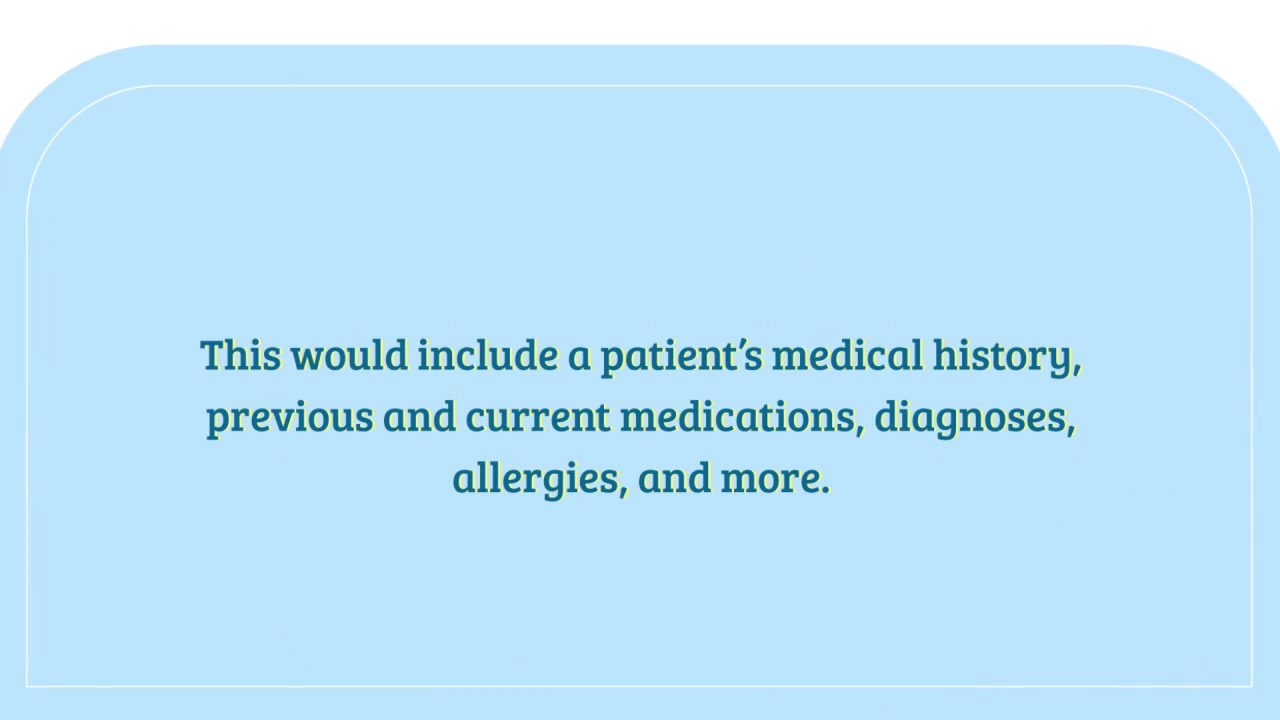 This would include a patient’s medical history,
previous and current medications, diagnoses,
allergies, and more.